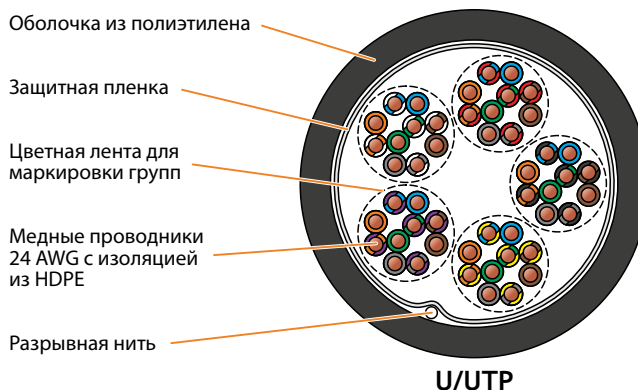 Оболочка из полиэтилена
Защитная пленка
Цветная лента для
маркировки групп
Медные проводники
24 AWG с изоляцией
из HDPE
Разрывная нить
U/UTP